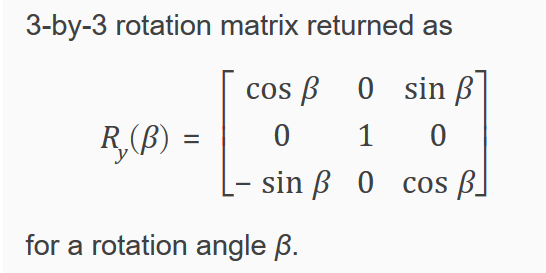 3-by-3 rotation matrix returned as
cos β 0 sin β
R_y(β) = 0 1 0
− sin β 0 cos β
for a rotation angle β.